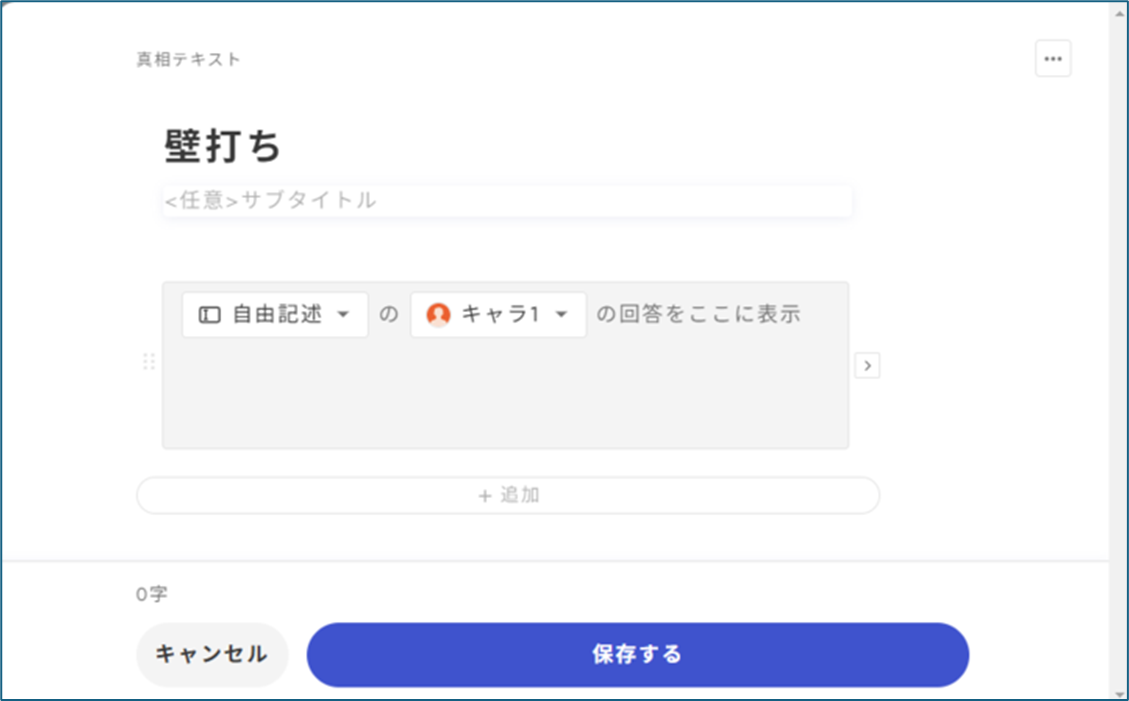 真相テキスト
壁打ち
<任意>サブタイトル
自由記述 の キャラ1 の回答をここに表示
+ 追加
0字
キャンセル 保存する